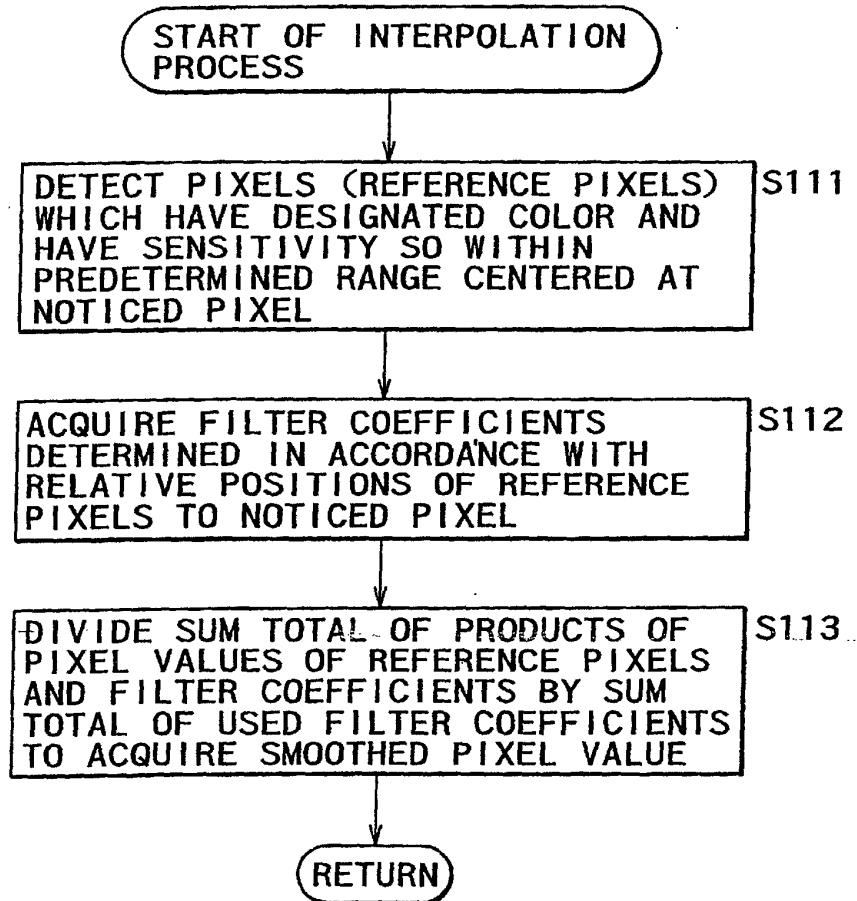 START OF INTERPOLATION
PROCESS
DETECT PIXELS (REFERENCE PIXELS)
WHICH HAVE DESIGNATED COLOR AND
HAVE SENSITIVITY SO WITHIN
PREDETERMINED RANGE CENTERED AT
NOTICED PIXEL
S111
ACQUIRE FILTER COEFFICIENTS
DETERMINED IN ACCORDANCE WITH
RELATIVE POSITIONS OF REFERENCE
PIXELS TO NOTICED PIXEL
S112
DIVIDE SUM TOTAL OF PRODUCTS OF
PIXEL VALUES OF REFERENCE PIXELS
AND FILTER COEFFICIENTS BY SUM
TOTAL OF USED FILTER COEFFICIENTS
TO ACQUIRE SMOOTHED PIXEL VALUE
S113
RETURN